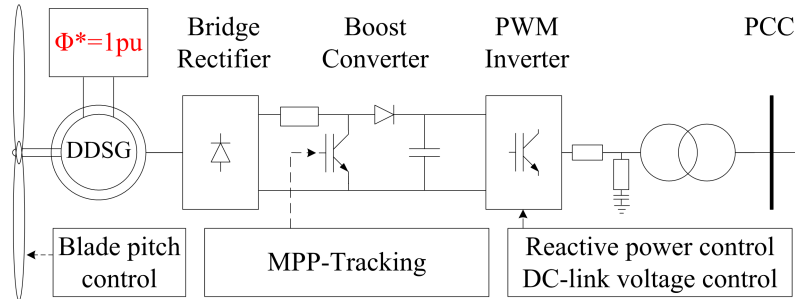 Φ*=1pu
Bridge
Rectifier
Boost
Converter
PWM
Inverter
PCC
DDSG
Blade pitch
control
MPP-Tracking
Reactive power control
DC-link voltage control